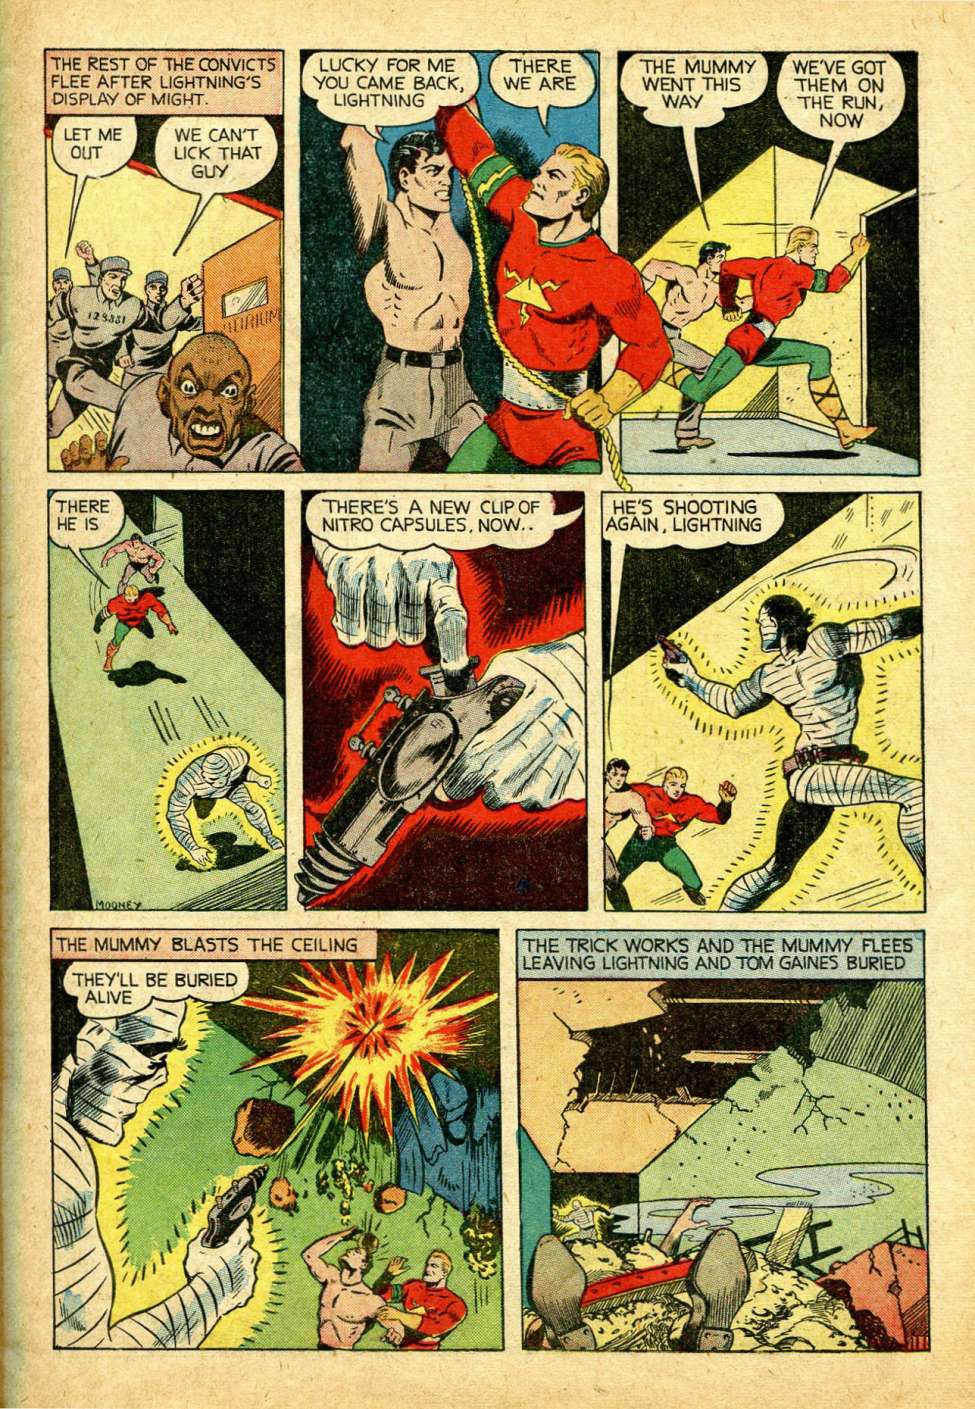 THE REST OF THE CONVICTS
FLEE AFTER LIGHTNING'S
DISPLAY OF MIGHT.
LET ME
OUT
WE CAN'T
LICK THAT
GUY
128351
LUCKY FOR ME
YOU CAME BACK,
LIGHTNING
THERE
WE ARE
THE MUMMY
WENT THIS
WAY
WE'VE GOT
THEM ON
THE RUN,
NOW
THERE
HE IS
MOONEY
THERE'S A NEW CLIP OF
NITRO CAPSULES, NOW..
HE'S SHOOTING
AGAIN, LIGHTNING
THE MUMMY BLASTS THE CEILING
THEY'LL BE BURIED
ALIVE
THE TRICK WORKS AND THE MUMMY FLEES
LEAVING LIGHTNING AND TOM GAINES BURIED